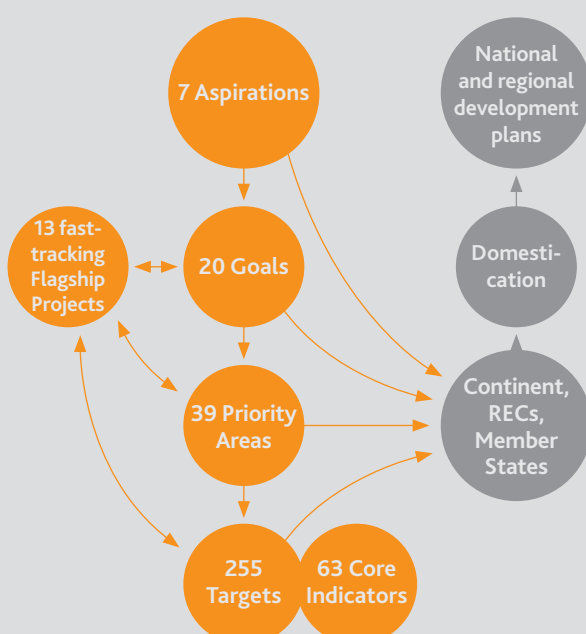 7 Aspirations
National
and regional
development
plans
13 fast-
tracking
Flagship
Projects
20 Goals
Domesti-
cation
39 Priority
Areas
Continent,
RECs,
Member
States
255
Targets
63 Core
Indicators